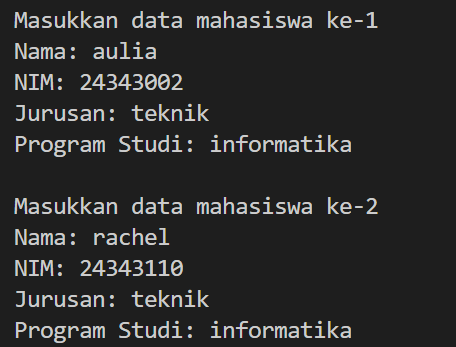 Masukkan data mahasiswa ke-1
Nama: aulia
NIM: 24343002
Jurusan: teknik
Program Studi: informatika
Masukkan data mahasiswa ke-2
Nama: rachel
NIM: 24343110
Jurusan: teknik
Program Studi: informatika